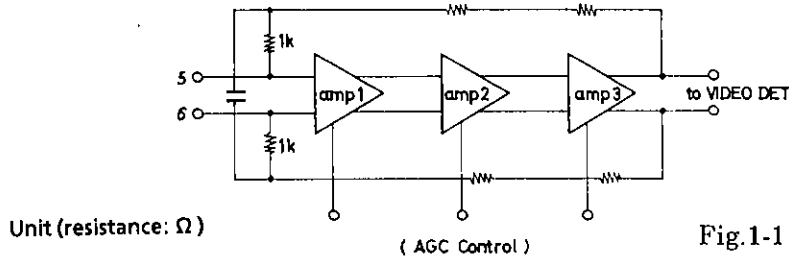 1k
5
amp1
amp2
amp3
to VIDEO DET
6
1k
Unit (resistance: Ω)
( AGC Control )
Fig.1-1